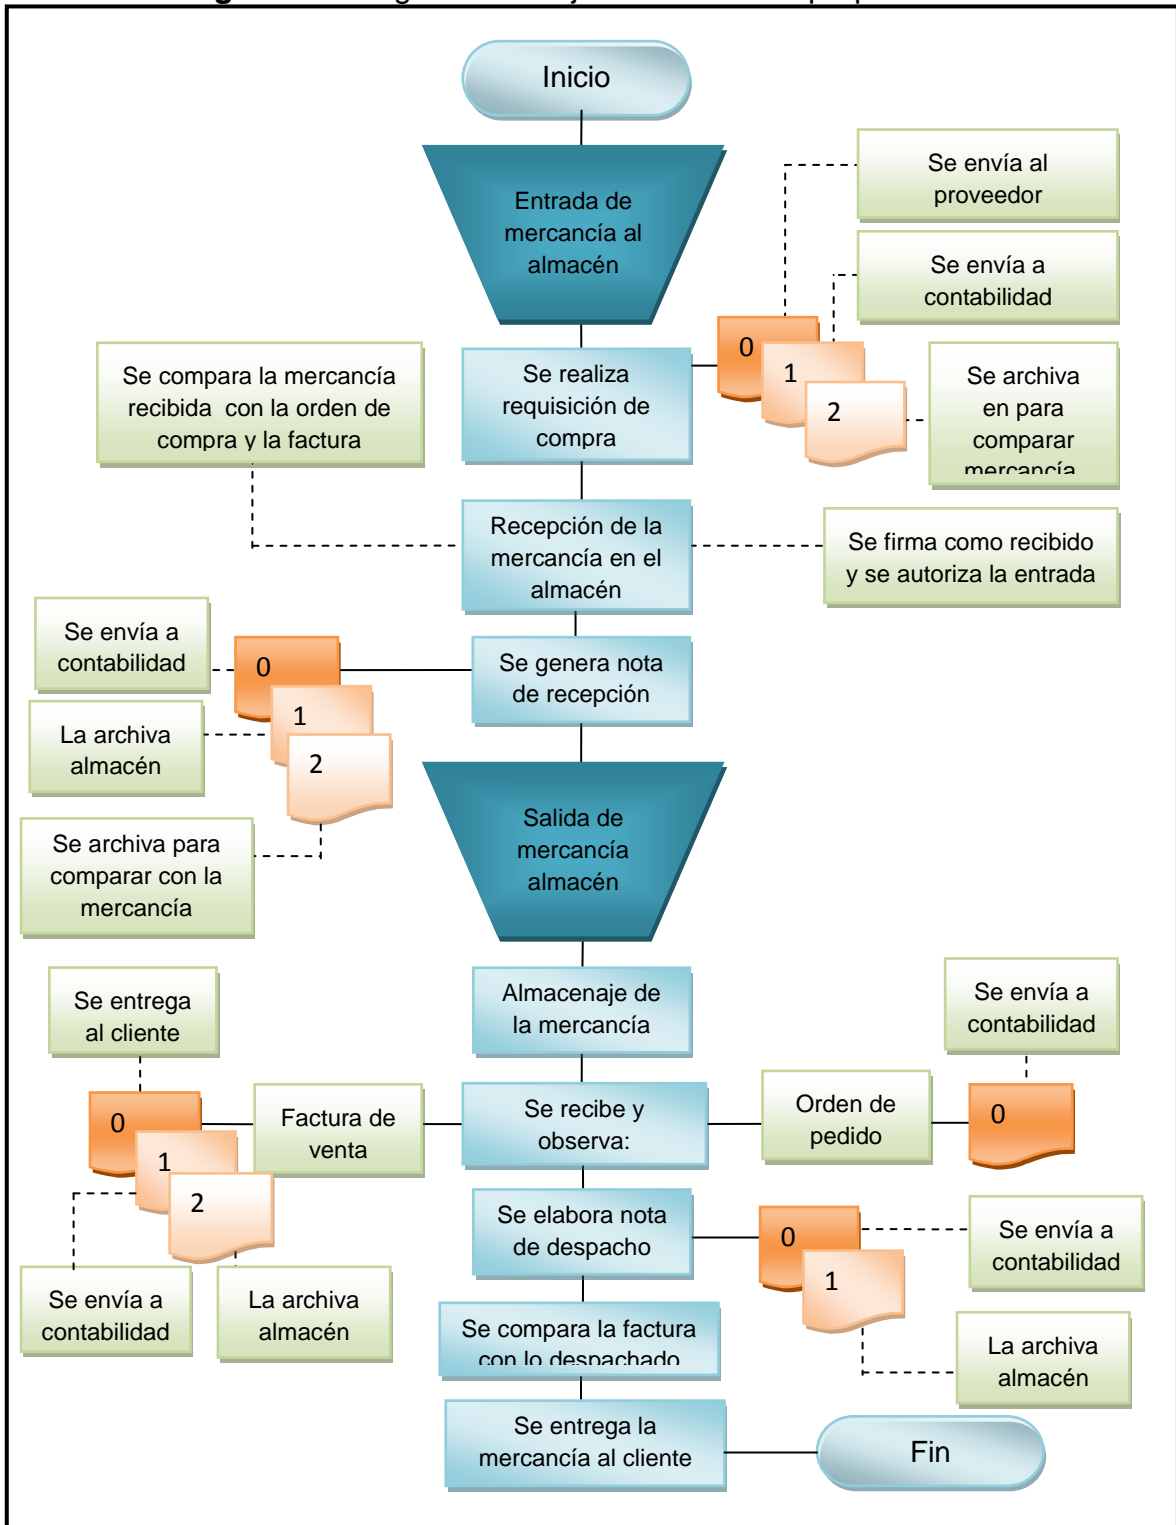 Inicio
Entrada de
mercancía al
almacén
Se envía al
proveedor
Se envía a
contabilidad
0
1
2
Se archiva
en para
comparar
mercancía
Se realiza
requisición de
compra
Se compara la mercancía
recibida con la orden de
compra y la factura
Recepción de la
mercancía en el
almacén
Se firma como recibido
y se autoriza la entrada
Se genera nota
de recepción
0
1
2
Se envía a
contabilidad
La archiva
almacén
Se archiva para
comparar con la
mercancía
Salida de
mercancía
almacén
Almacenaje de
la mercancía
Se recibe y
observa:
Factura de
venta
0
1
2
Se entrega
al cliente
Se envía a
contabilidad
La archiva
almacén
Orden de
pedido
0
Se envía a
contabilidad
Se elabora nota
de despacho
0
1
Se envía a
contabilidad
La archiva
almacén
Se compara la factura
con lo despachado
Se entrega la
mercancía al cliente
Fin